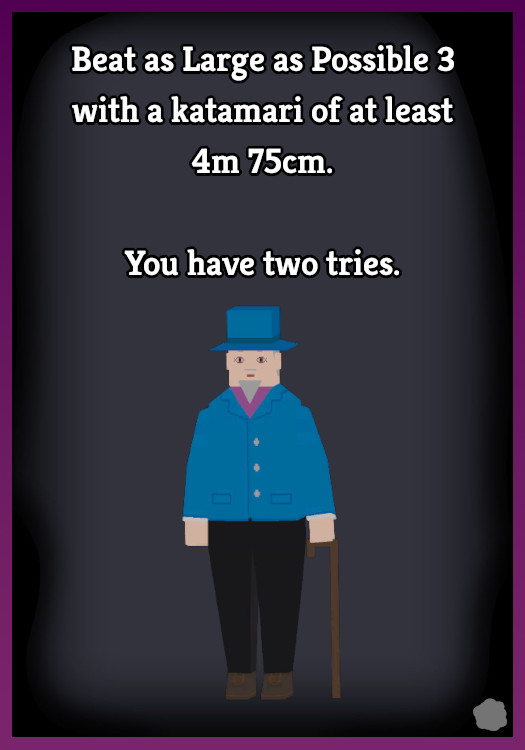 Beat as Large as Possible 3
with a katamari of at least
4m 75cm.
You have two tries.